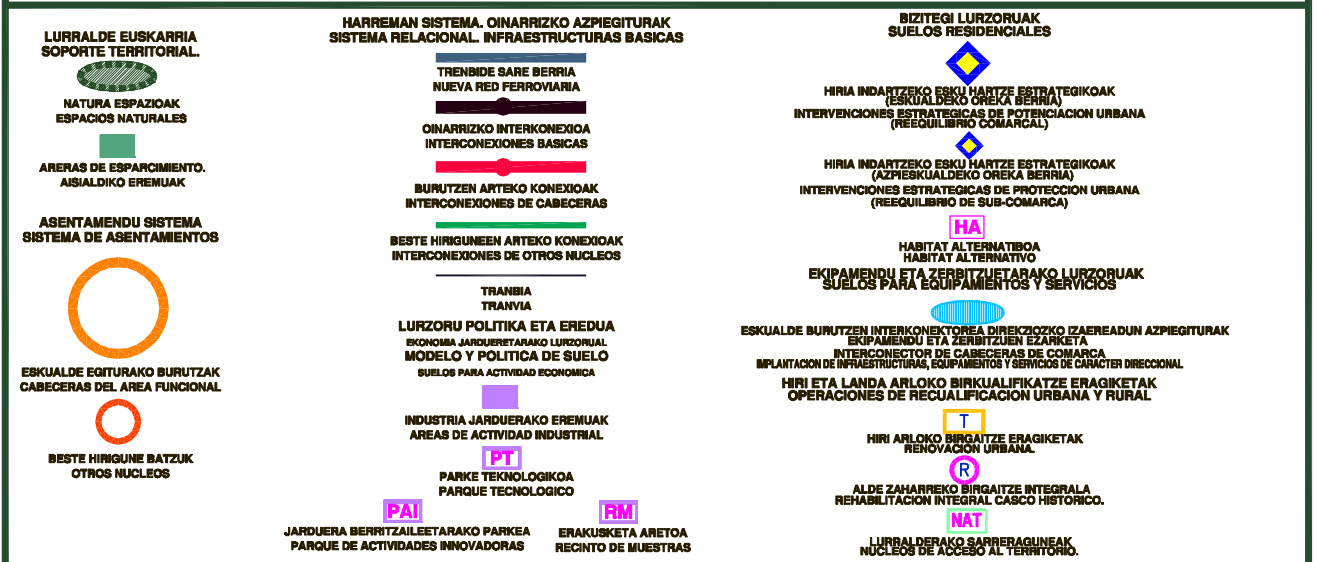 LURRALDE EUSKARRIA
SOPORTE TERRITORIAL.
NATURA ESPAZIOAK
ESPACIOS NATURALES
ARERAS DE ESPARCIMIENTO.
AISIALDIKO EREMUAK
ASENTAMENDU SISTEMA
SISTEMA DE ASENTAMIENTOS
ESKUALDE EGITURAKO BURUTZAK
CABECERAS DEL AREA FUNCIONAL
BESTE HIRIGUNE BATZUK
OTROS NUCLEOS
HARREMAN SISTEMA. OINARRIZKO AZPIEGITURAK
SISTEMA RELACIONAL. INFRAESTRUCTURAS BASICAS
TRENBIDE SARE BERRIA
NUEVA RED FERROVIARIA
OINARRIZKO INTERKONEXIOA
INTERCONEXIONES BASICAS
BURUTZEN ARTEKO KONEXIOAK
INTERCONEXIONES DE CABECERAS
BESTE HIRIGUNEEN ARTEKO KONEXIOAK
INTERCONEXIONES DE OTROS NUCLEOS
TRANBIA
TRANVIA
LURZORU POLITIKA ETA EREDUA
EKONOMIA JARDUERETARAKO LURZORUAL
MODELO Y POLITICA DE SUELO
SUELOS PARA ACTIVIDAD ECONOMICA
INDUSTRIA JARDUERAKO EREMUAK
AREAS DE ACTIVIDAD INDUSTRIAL
PT
PARKE TEKNOLOGIKOA
PARQUE TECNOLOGICO
PAI
JARDUERA BERRITZAILEETARAKO PARKEA
PARQUE DE ACTIVIDADES INNOVADORAS
RM
ERAKUSKETA ARETOA
RECINTO DE MUESTRAS
BIZITEGI LURZORUAK
SUELOS RESIDENCIALES
HIRIA INDARTZEKO ESKU HARTZE ESTRATEGIKOAK
(ESKUALDEKO OREKA BERRIA)
INTERVENCIONES ESTRATEGICAS DE POTENCIACION URBANA
(REEQUILIBRIO COMARCAL)
HIRIA INDARTZEKO ESKU HARTZE ESTRATEGIKOAK
(AZPIESKUALDEKO OREKA BERRIA)
INTERVENCIONES ESTRATEGICAS DE PROTECCION URBANA
(REEQUILIBRIO DE SUB-COMARCA)
HA
HABITAT ALTERNATIBOA
HABITAT ALTERNATIVO
EKIPAMENDU ETA ZERBITZUETARAKO LURZORUAK
SUELOS PARA EQUIPAMIENTOS Y SERVICIOS
ESKUALDE BURUTZEN INTERKONEKTOREA DIREKZIOZKO IZAEREADUN AZPIEGITURAK
EKIPAMENDU ETA ZERBITZUEN EZARKETA
INTERCONECTOR DE CABECERAS DE COMARCA
IMPLANTACION DE INFRAESTRUCTURAS, EQUIPAMENTOS Y SERVICIOS DE CARACTER DIRECCIONAL
HIRI ETA LANDA ARLOKO BIRKUALIFIKATZE ERAGIKETAK
OPERACIONES DE RECUALIFICACION URBANA Y RURAL
T
HIRI ARLOKO BIRGAITZE ERAGIKETAK
RENOVACION URBANA.
R
ALDE ZAHARREKO BIRGAITZE INTEGRALA
REHABILITACION INTEGRAL CASCO HISTORICO.
NAT
LURRALDERAKO SARRERAGUNEAK
NUCLEOS DE ACCESO AL TERRITORIO.